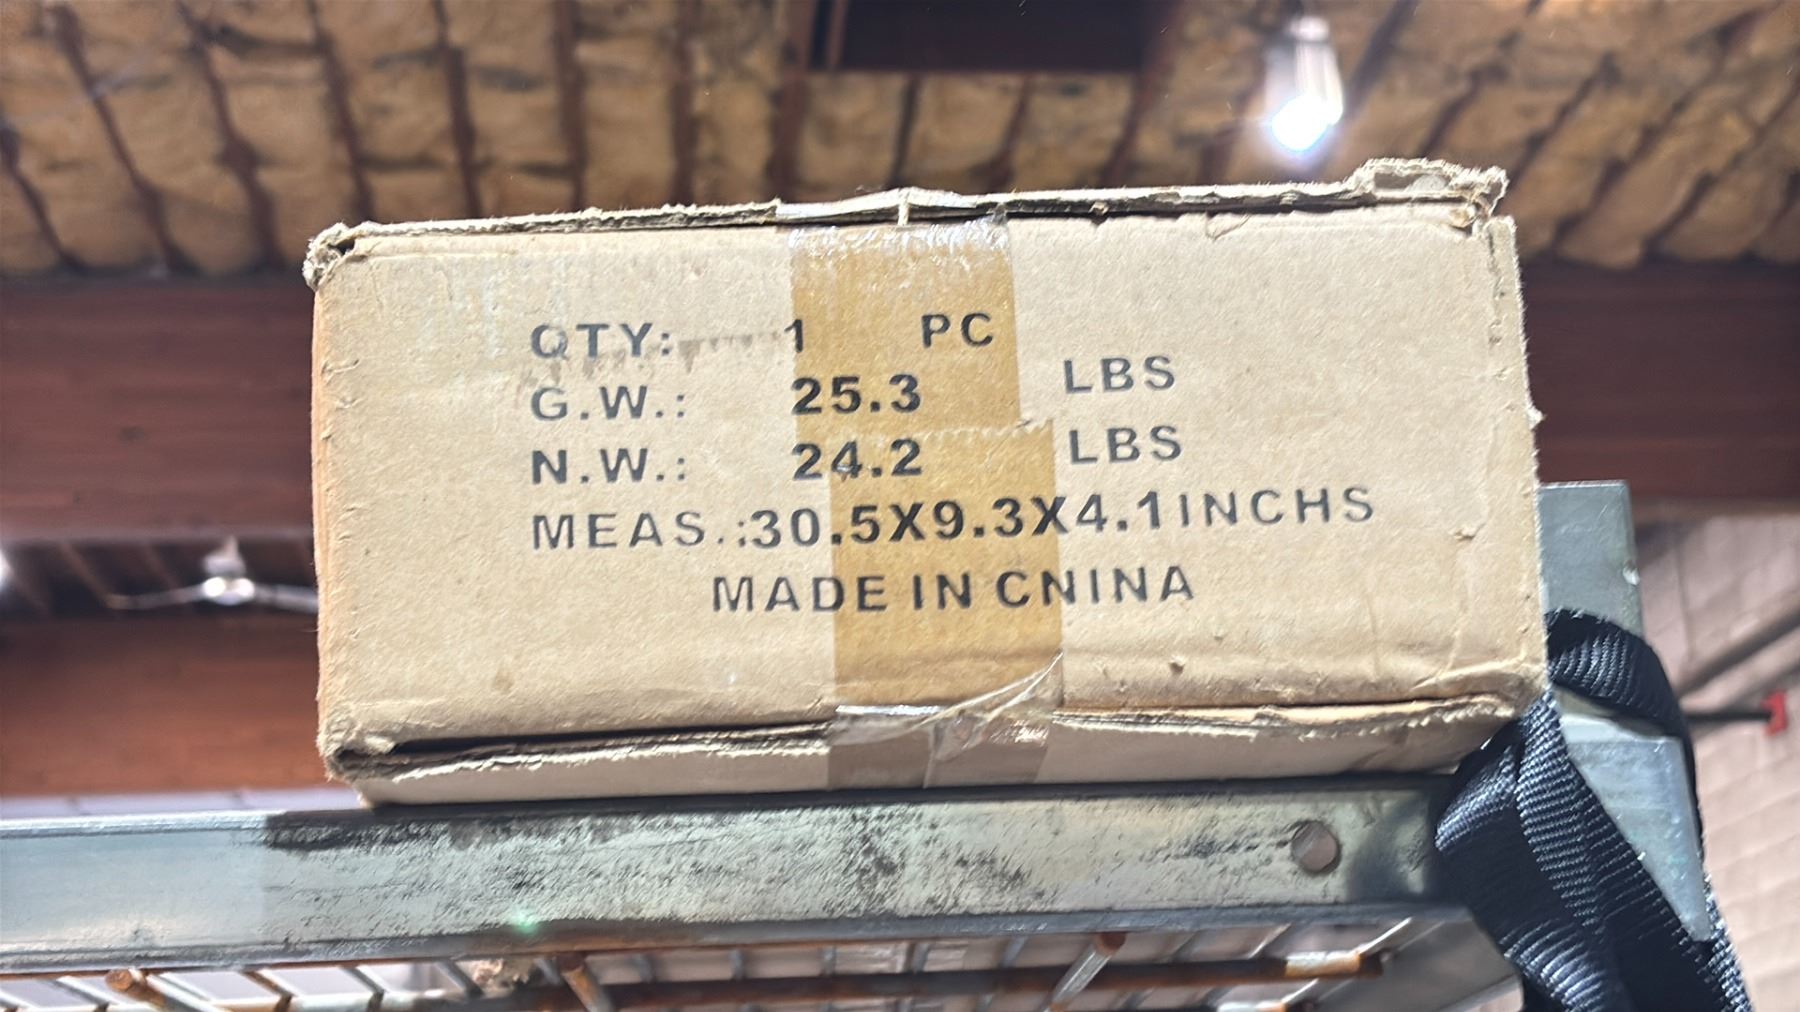 QTY: 1 PC
G.W.: 25.3 LBS
N.W.: 24.2 LBS
MEAS.:30.5X9.3X4.1INCHS
MADE IN CNINA